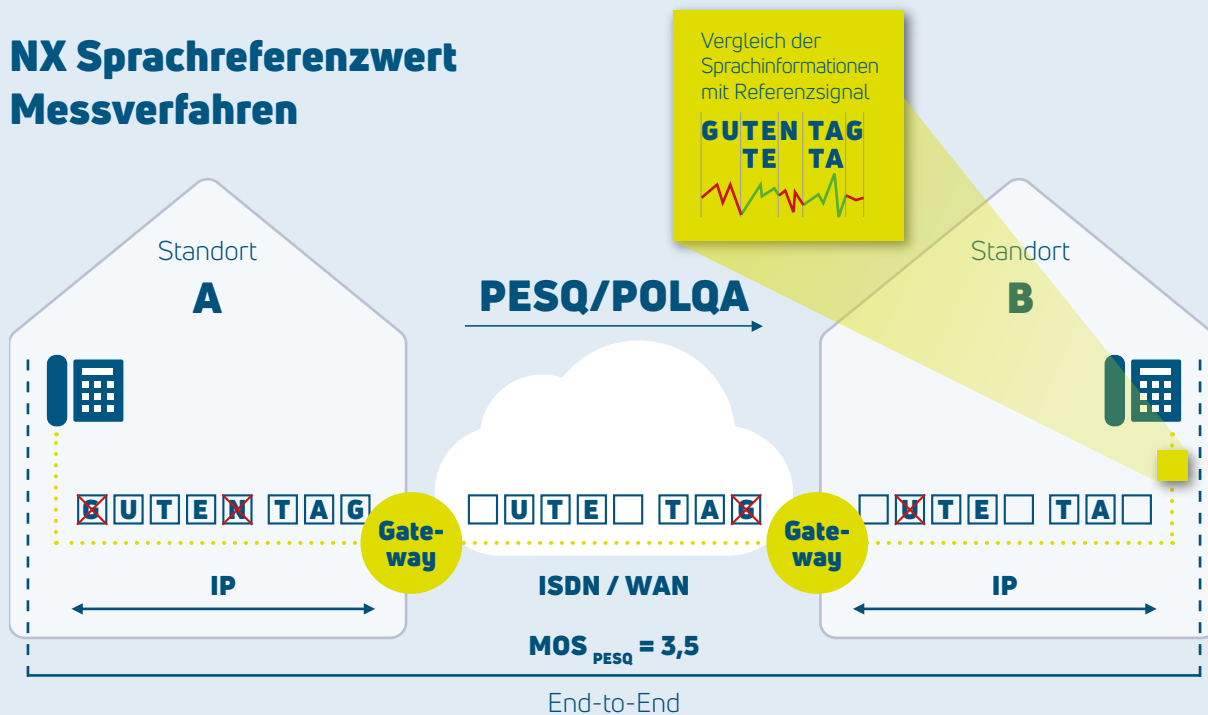 NX Sprachreferenzwert
Messverfahren
Vergleich der
Sprachinformationen
mit Referenzsignal
GUTEN TAG
TE TA
Standort
A
PESQ/POLQA
Standort
B
GUTEN TAG
UTE TAG
UTE TA
Gate-
way
Gate-
way
IP
ISDN / WAN
IP
MOS PESQ = 3,5
End-to-End